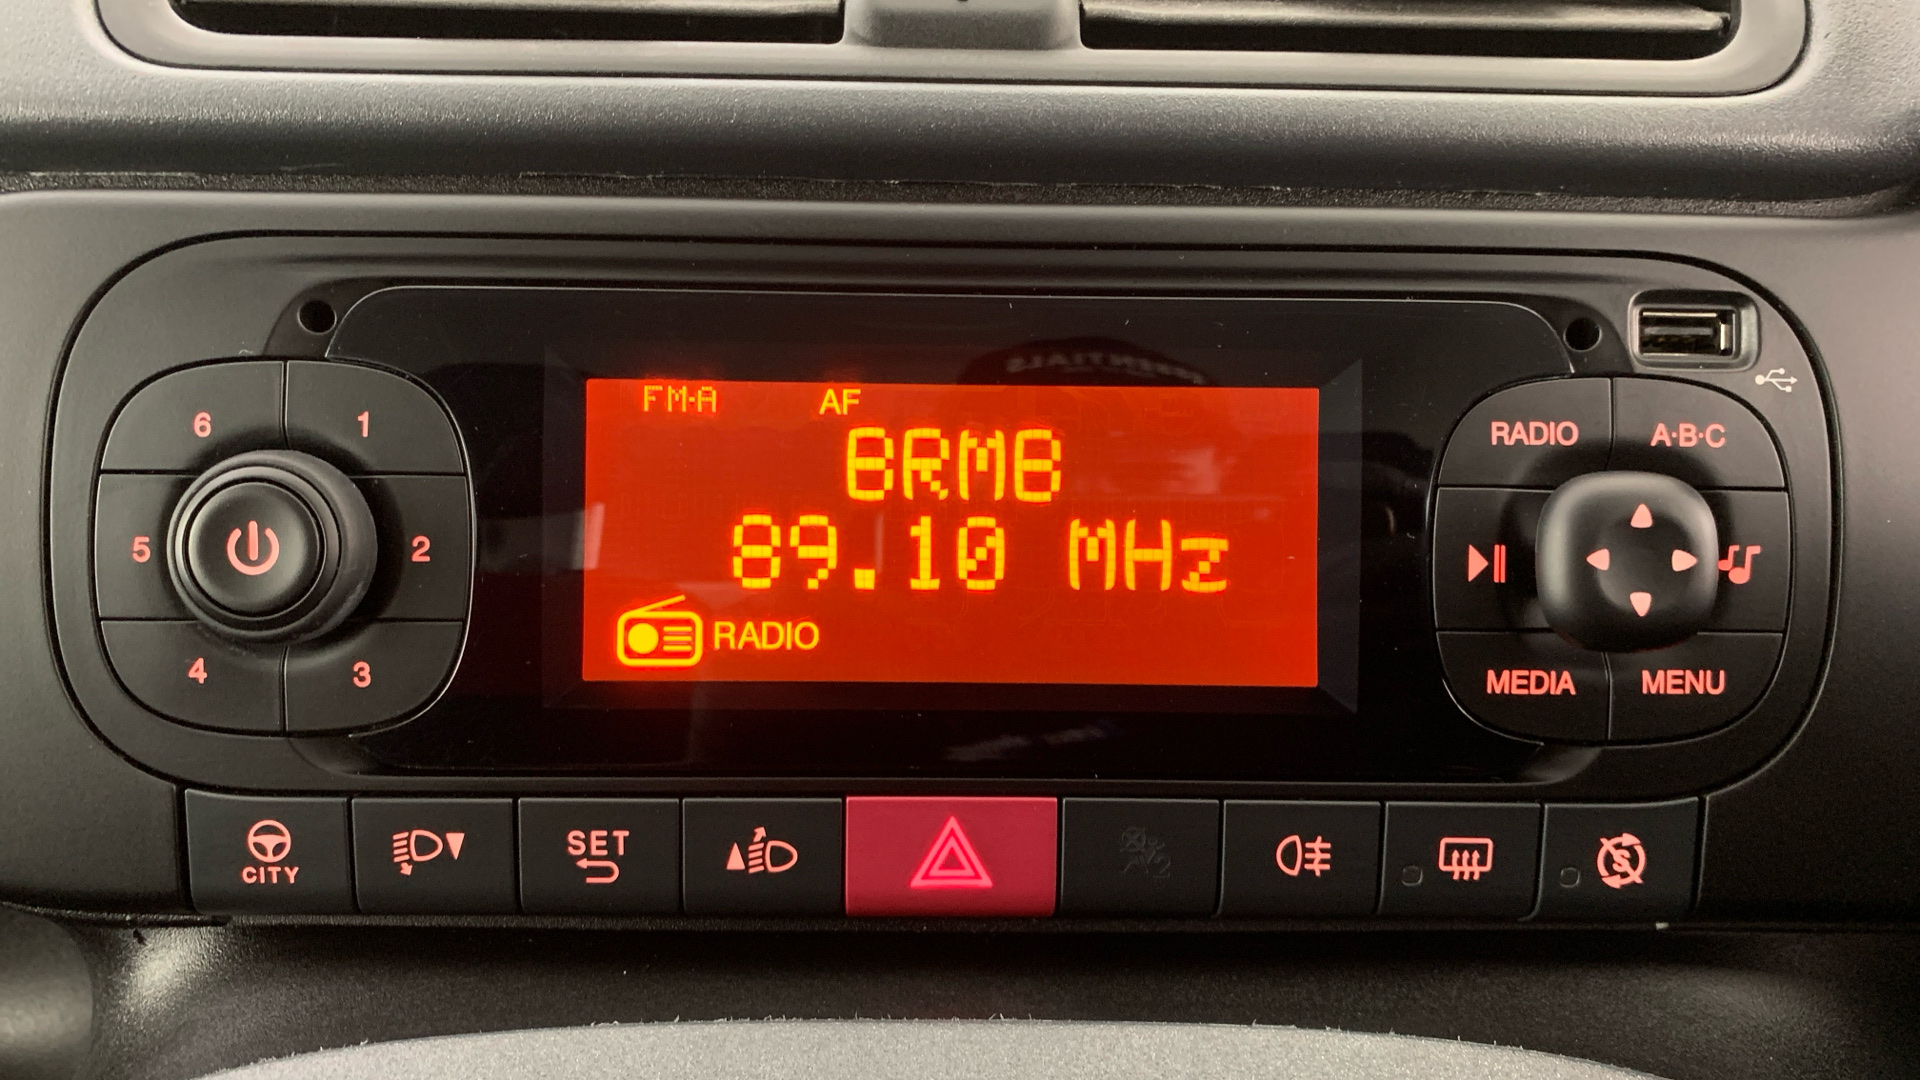 FM-A AF
BRMB
89.10 MHz
RADIO
6 1
5 2
4 3
RADIO A·B·C
MEDIA MENU
CITY
SET